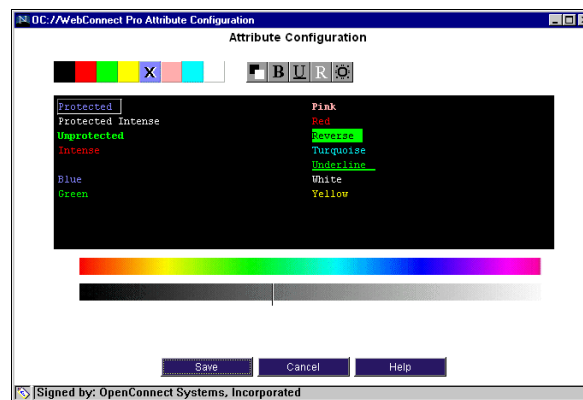 OC://WebConnect Pro Attribute Configuration
Attribute Configuration
X B U R
Protected Pink
Protected Intense Red
Unprotected Reverse
Intense Turquoise
Underline
Blue White
Green Yellow
Save Cancel Help
Signed by: OpenConnect Systems, Incorporated